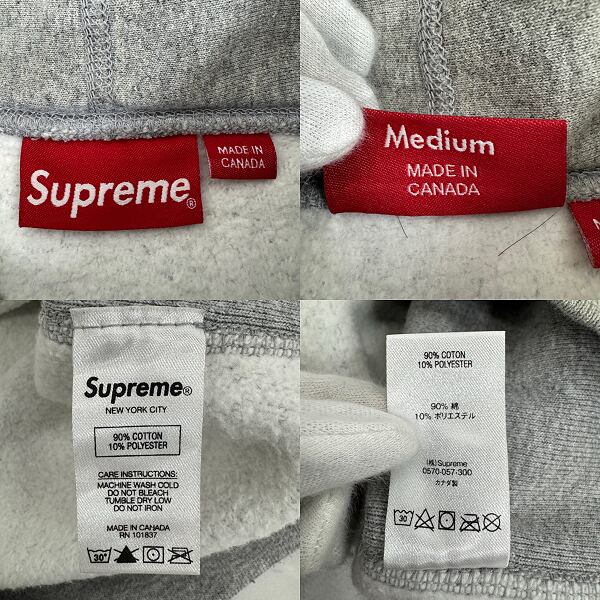 Supreme®
MADE IN
CANADA
Medium
MADE IN
CANADA
Supreme®
NEW YORK CITY
90% COTTON
10% POLYESTER
CARE INSTRUCTIONS:
MACHINE WASH COLD
DO NOT BLEACH
TUMBLE DRY LOW
DO NOT IRON
MADE IN CANADA
RN 101837
30°
90% COTTON
10% POLYESTER
90% 綿
10% ポリエステル
(株) Supreme
0570-057-300
カナダ製
30